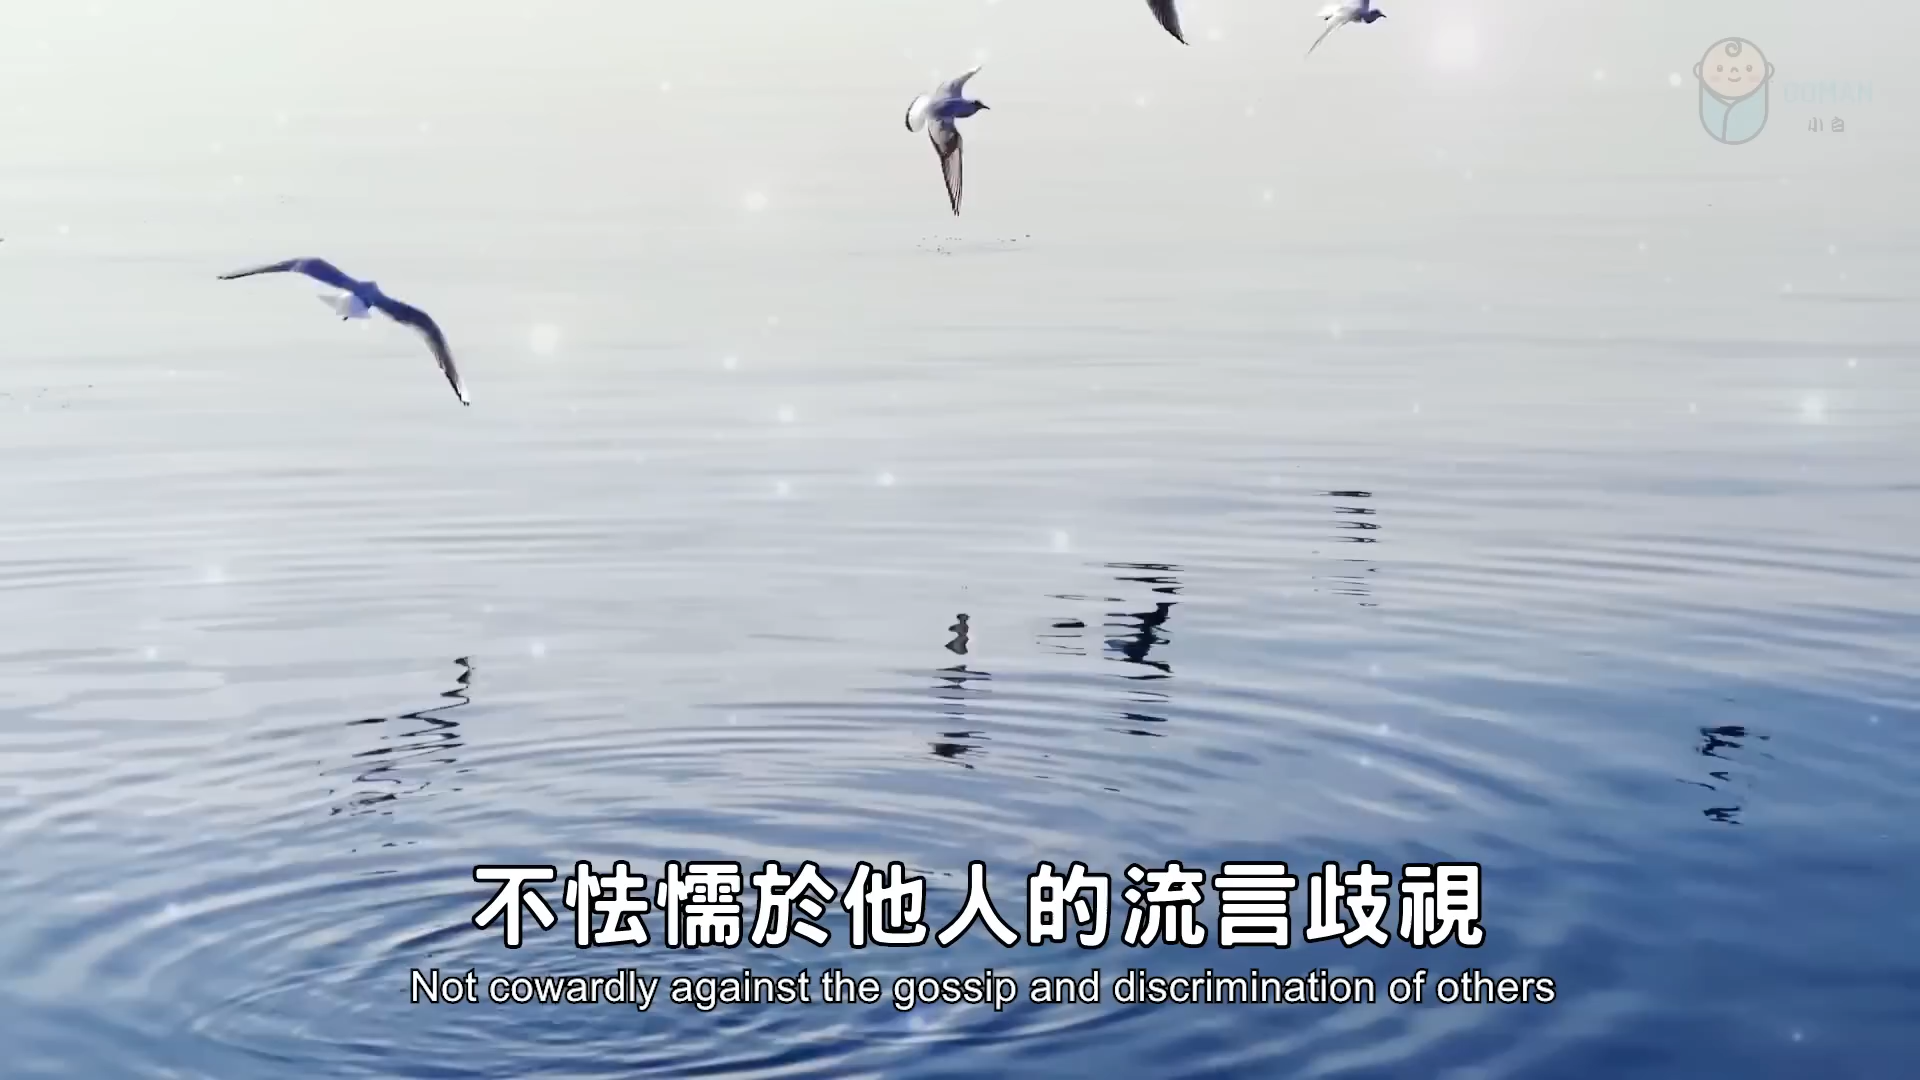 GOMAN
小白
不怯懦於他人的流言歧視
Not cowardly against the gossip and discrimination of others